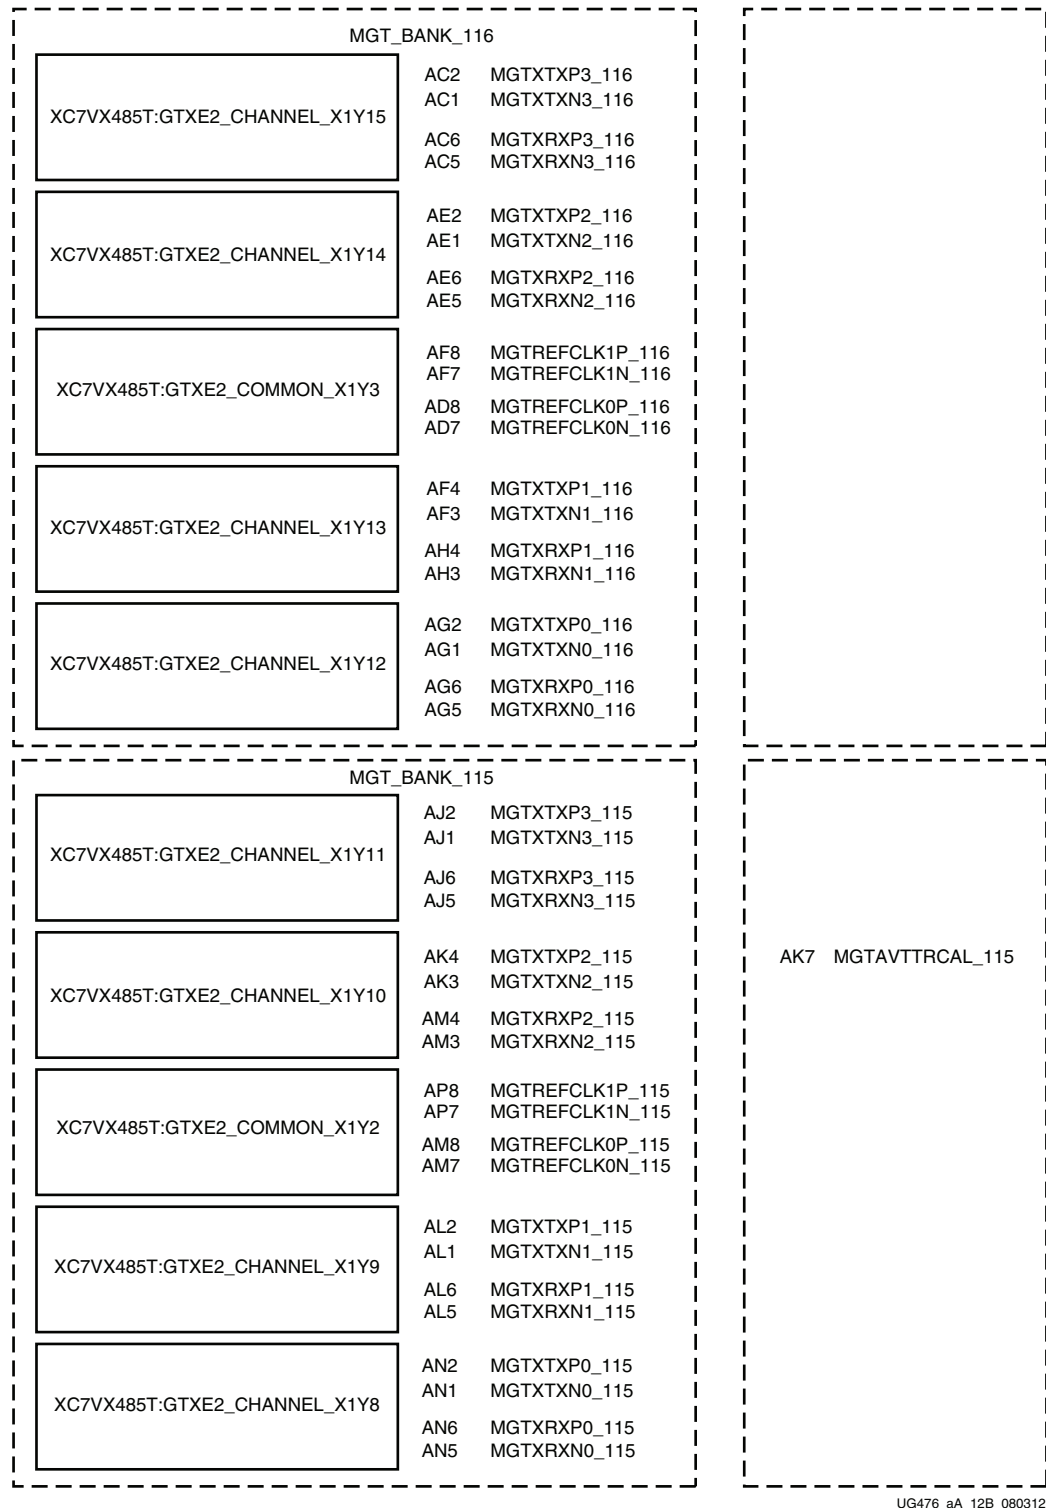 MGT_BANK_116
XC7VX485T:GTXE2_CHANNEL_X1Y15
AC2 MGTXTXP3_116
AC1 MGTXTXN3_116
AC6 MGTXRXP3_116
AC5 MGTXRXN3_116
XC7VX485T:GTXE2_CHANNEL_X1Y14
AE2 MGTXTXP2_116
AE1 MGTXTXN2_116
AE6 MGTXRXP2_116
AE5 MGTXRXN2_116
XC7VX485T:GTXE2_COMMON_X1Y3
AF8 MGTREFCLK1P_116
AF7 MGTREFCLK1N_116
AD8 MGTREFCLK0P_116
AD7 MGTREFCLK0N_116
XC7VX485T:GTXE2_CHANNEL_X1Y13
AF4 MGTXTXP1_116
AF3 MGTXTXN1_116
AH4 MGTXRXP1_116
AH3 MGTXRXN1_116
XC7VX485T:GTXE2_CHANNEL_X1Y12
AG2 MGTXTXP0_116
AG1 MGTXTXN0_116
AG6 MGTXRXP0_116
AG5 MGTXRXN0_116
MGT_BANK_115
XC7VX485T:GTXE2_CHANNEL_X1Y11
AJ2 MGTXTXP3_115
AJ1 MGTXTXN3_115
AJ6 MGTXRXP3_115
AJ5 MGTXRXN3_115
XC7VX485T:GTXE2_CHANNEL_X1Y10
AK4 MGTXTXP2_115
AK3 MGTXTXN2_115
AM4 MGTXRXP2_115
AM3 MGTXRXN2_115
AK7 MGTAVTTRCAL_115
XC7VX485T:GTXE2_COMMON_X1Y2
AP8 MGTREFCLK1P_115
AP7 MGTREFCLK1N_115
AM8 MGTREFCLK0P_115
AM7 MGTREFCLK0N_115
XC7VX485T:GTXE2_CHANNEL_X1Y9
AL2 MGTXTXP1_115
AL1 MGTXTXN1_115
AL6 MGTXRXP1_115
AL5 MGTXRXN1_115
XC7VX485T:GTXE2_CHANNEL_X1Y8
AN2 MGTXTXP0_115
AN1 MGTXTXN0_115
AN6 MGTXRXP0_115
AN5 MGTXRXN0_115
UG476_aA_12B_080312